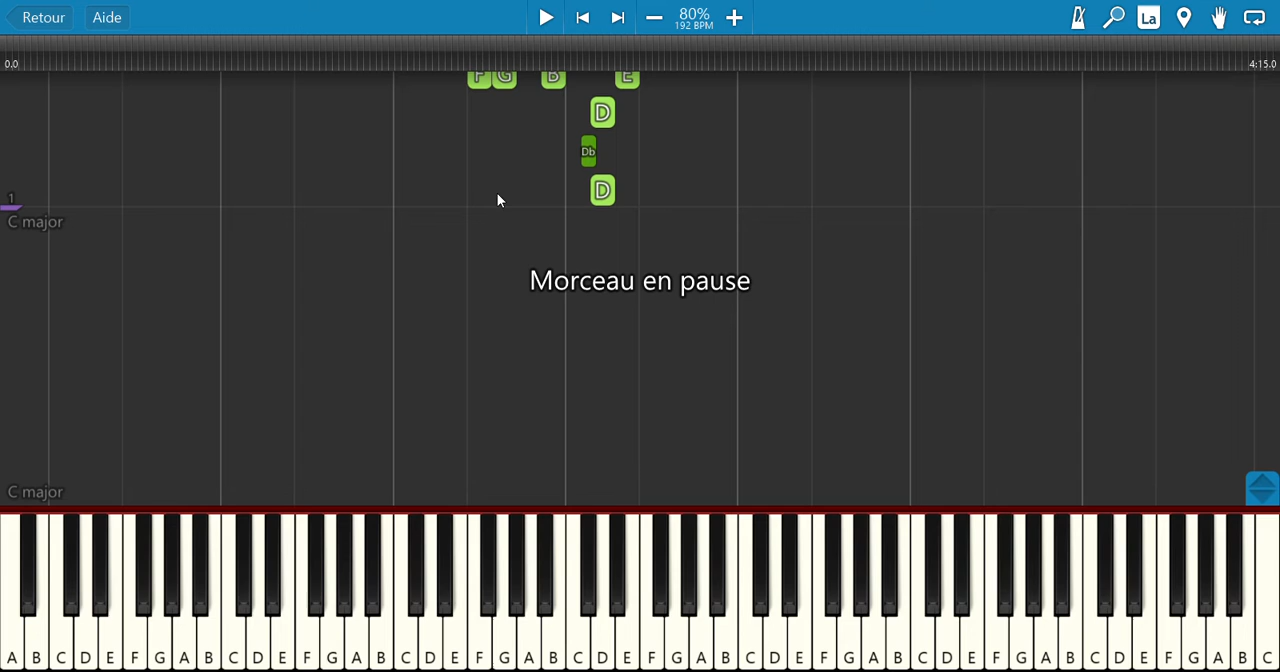 Retour Aide 80% La
192 BPM
0.0 4:15.0
F G B E
D
Db
D
1
C major
Morceau en pause
C major
A B C D E F G A B C D E F G A B C D E F G A B C D E F G A B C D E F G A B C D E F G A B C D E F G A B C